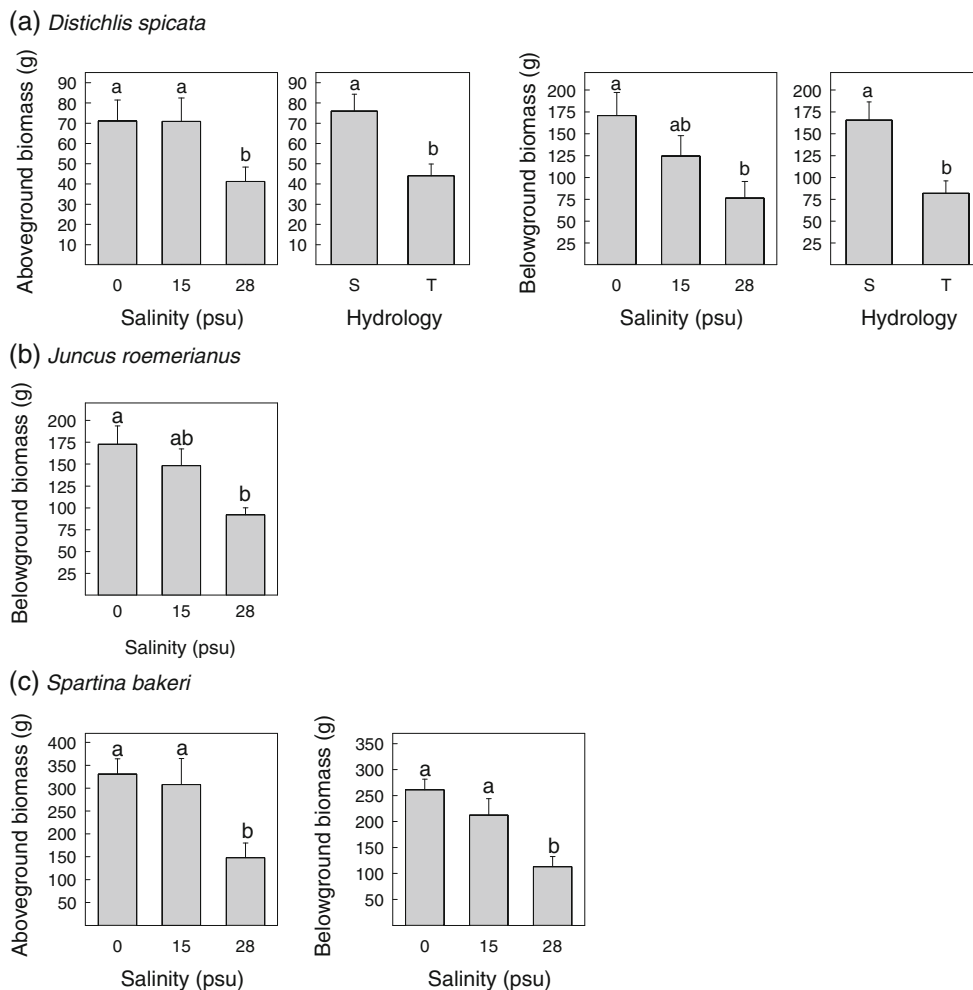 (a) Distichlis spicata
Aboveground biomass (g)
90
80
70
60
50
40
30
20
10
a
a
b
0 15 28
Salinity (psu)
90
80
70
60
50
40
30
20
10
a
b
S T
Hydrology
Belowground biomass (g)
200
175
150
125
100
75
50
25
a
ab
b
0 15 28
Salinity (psu)
200
175
150
125
100
75
50
25
a
b
S T
Hydrology
(b) Juncus roemerianus
Belowground biomass (g)
200
175
150
125
100
75
50
25
a
ab
b
0 15 28
Salinity (psu)
(c) Spartina bakeri
Aboveground biomass (g)
400
350
300
250
200
150
100
50
a
a
b
0 15 28
Salinity (psu)
Belowground biomass (g)
350
300
250
200
150
100
50
a
a
b
0 15 28
Salinity (psu)